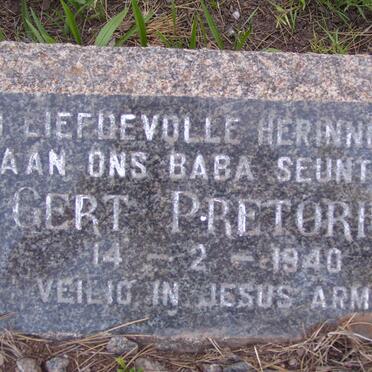 LIEFDEVOLLE HERINN
AAN ONS BABA SEUNT
GERT PRETORI
14 - 2 - 1940
VEILIG IN JESUS ARM